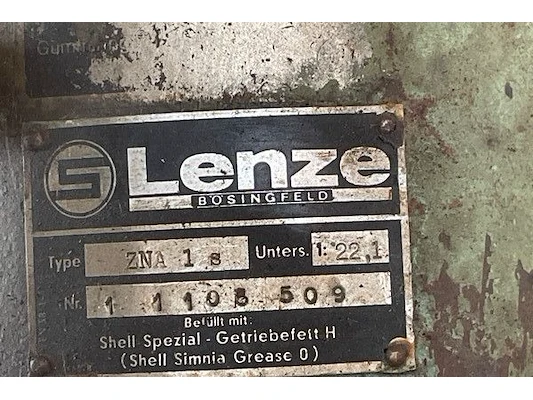 Lenze
BÖSINGFELD
Type ZNA 1 s Unters. 1: 22,1
Nr. 1 1108 509
Befüllt mit:
Shell Spezial - Getriebefett H
(Shell Simnia Grease 0)